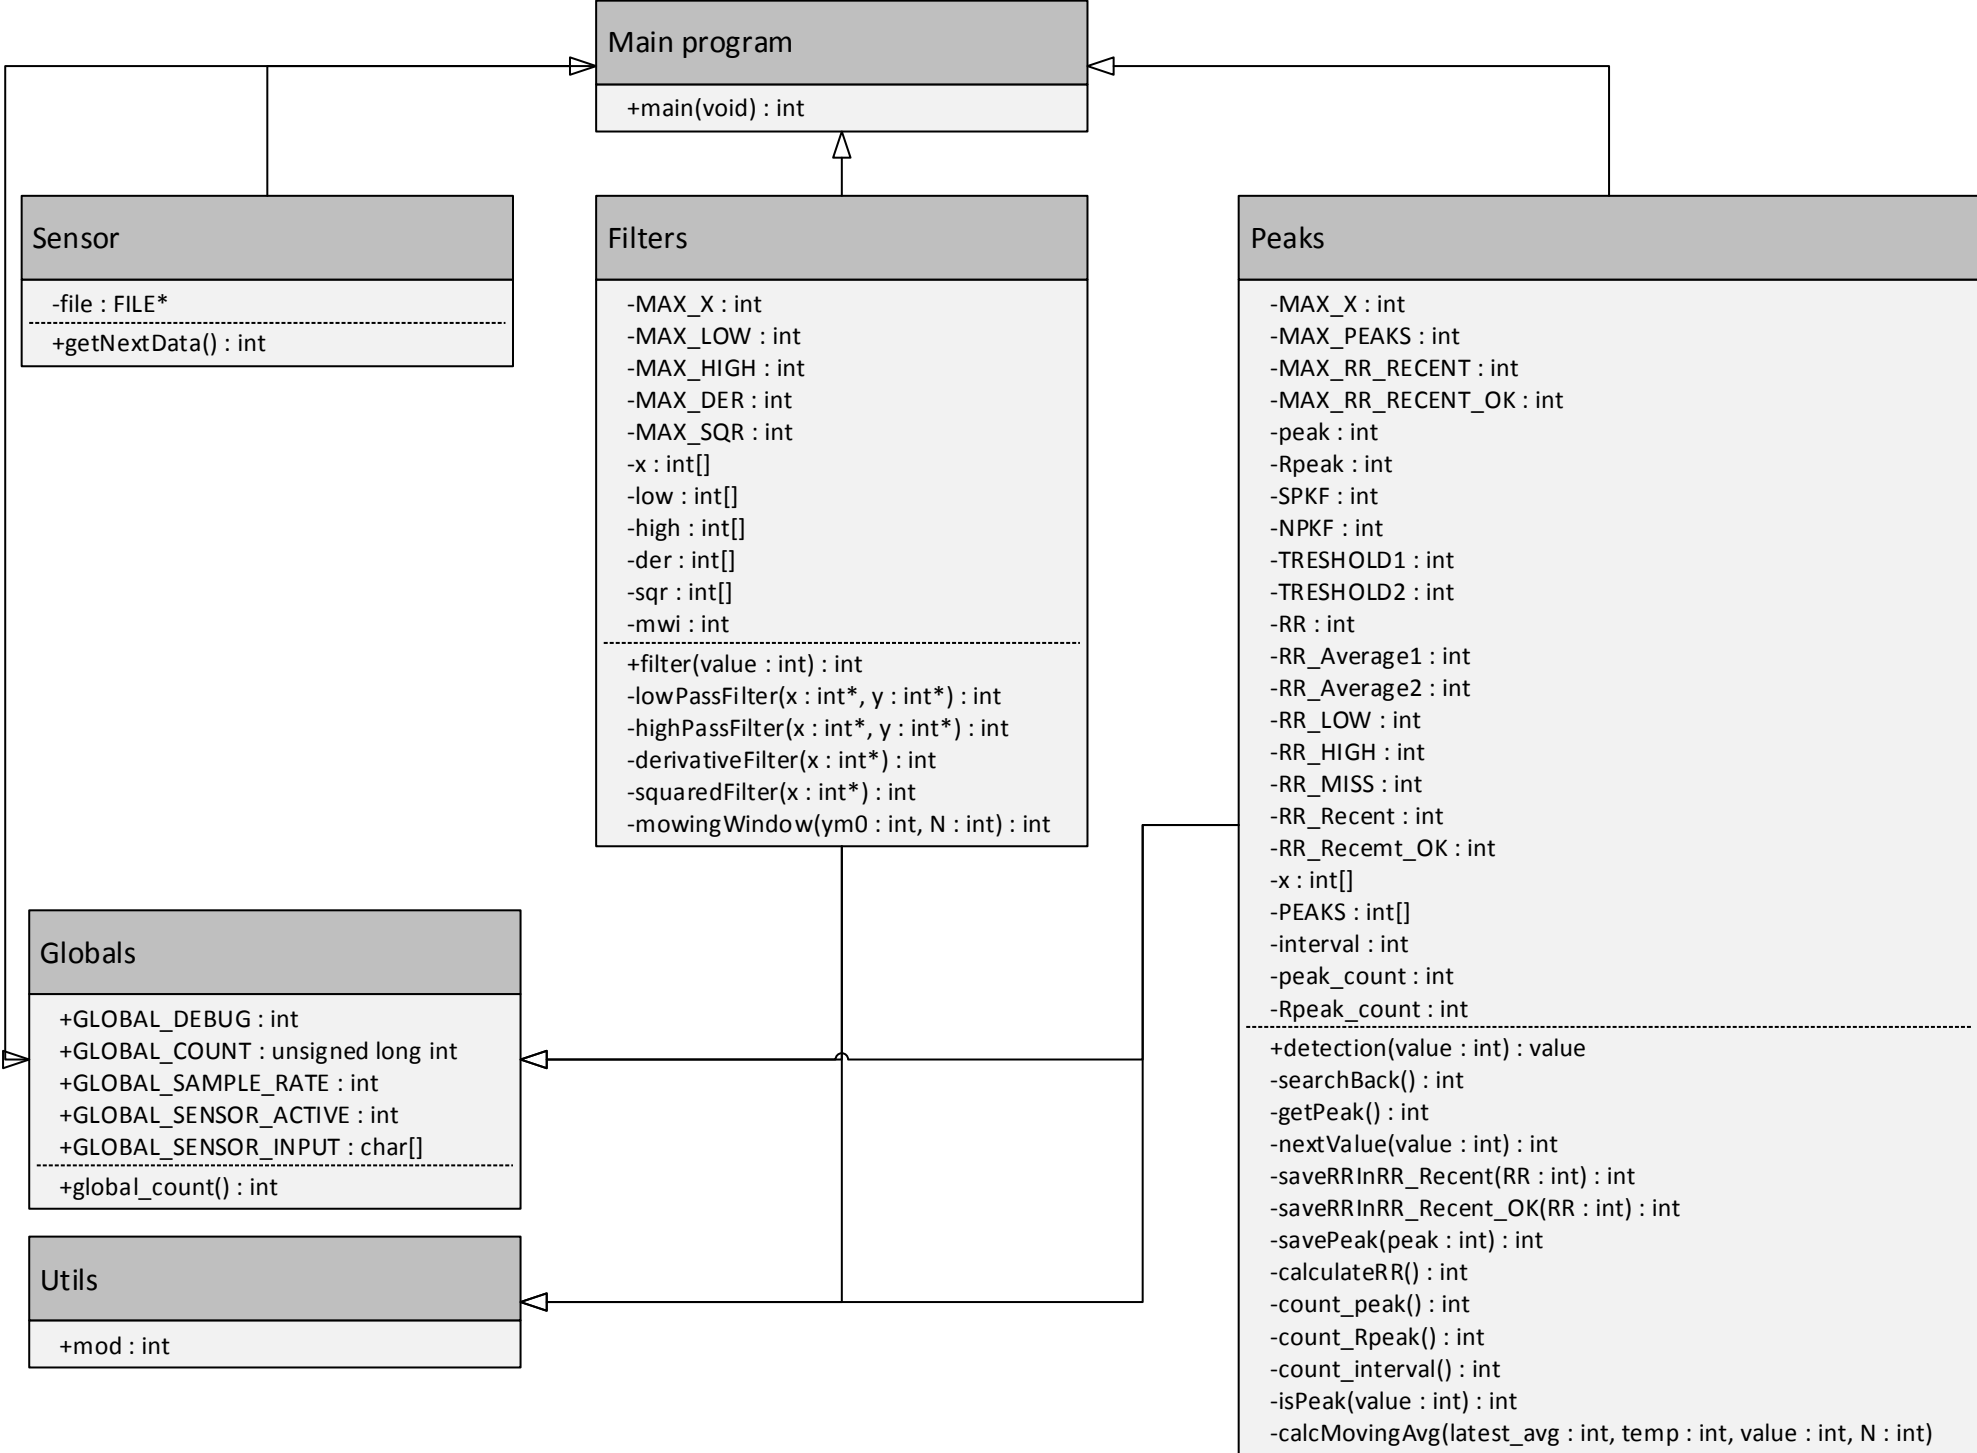 Main program
+main(void) : int
Sensor
-file : FILE*
+getNextData() : int
Filters
-MAX_X : int
-MAX_LOW : int
-MAX_HIGH : int
-MAX_DER : int
-MAX_SQR : int
-x : int[]
-low : int[]
-high : int[]
-der : int[]
-sqr : int[]
-mwi : int
+filter(value : int) : int
-lowPassFilter(x : int*, y : int*) : int
-highPassFilter(x : int*, y : int*) : int
-derivativeFilter(x : int*) : int
-squaredFilter(x : int*) : int
-mowingWindow(ym0 : int, N : int) : int
Peaks
-MAX_X : int
-MAX_PEAKS : int
-MAX_RR_RECENT : int
-MAX_RR_RECENT_OK : int
-peak : int
-Rpeak : int
-SPKF : int
-NPKF : int
-TRESHOLD1 : int
-TRESHOLD2 : int
-RR : int
-RR_Average1 : int
-RR_Average2 : int
-RR_LOW : int
-RR_HIGH : int
-RR_MISS : int
-RR_Recent : int
-RR_Recemt_OK : int
-x : int[]
-PEAKS : int[]
-interval : int
-peak_count : int
-Rpeak_count : int
+detection(value : int) : value
-searchBack() : int
-getPeak() : int
-nextValue(value : int) : int
-saveRRInRR_Recent(RR : int) : int
-saveRRInRR_Recent_OK(RR : int) : int
-savePeak(peak : int) : int
-calculateRR() : int
-count_peak() : int
-count_Rpeak() : int
-count_interval() : int
-isPeak(value : int) : int
-calcMovingAvg(latest_avg : int, temp : int, value : int, N : int)
Globals
+GLOBAL_DEBUG : int
+GLOBAL_COUNT : unsigned long int
+GLOBAL_SAMPLE_RATE : int
+GLOBAL_SENSOR_ACTIVE : int
+GLOBAL_SENSOR_INPUT : char[]
+global_count() : int
Utils
+mod : int